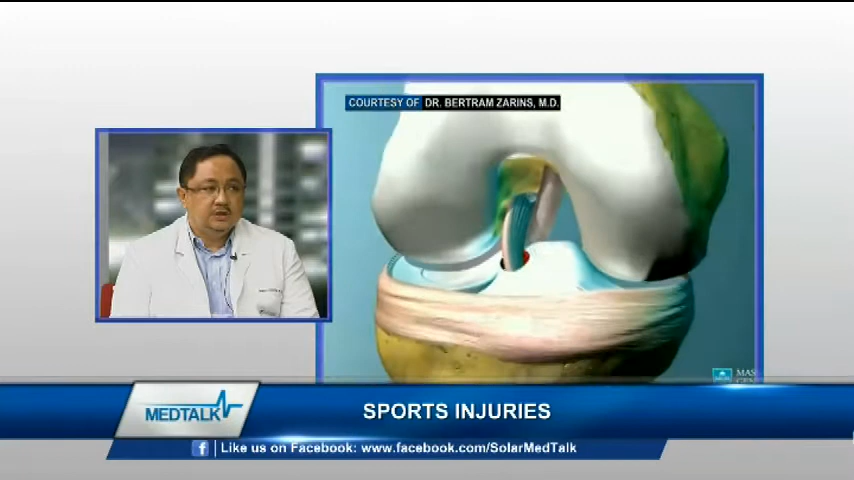 COURTESY OF DR. BERTRAM ZARINS, M.D.
MEDTALK
SPORTS INJURIES
f Like us on Facebook: www.facebook.com/SolarMedTalk